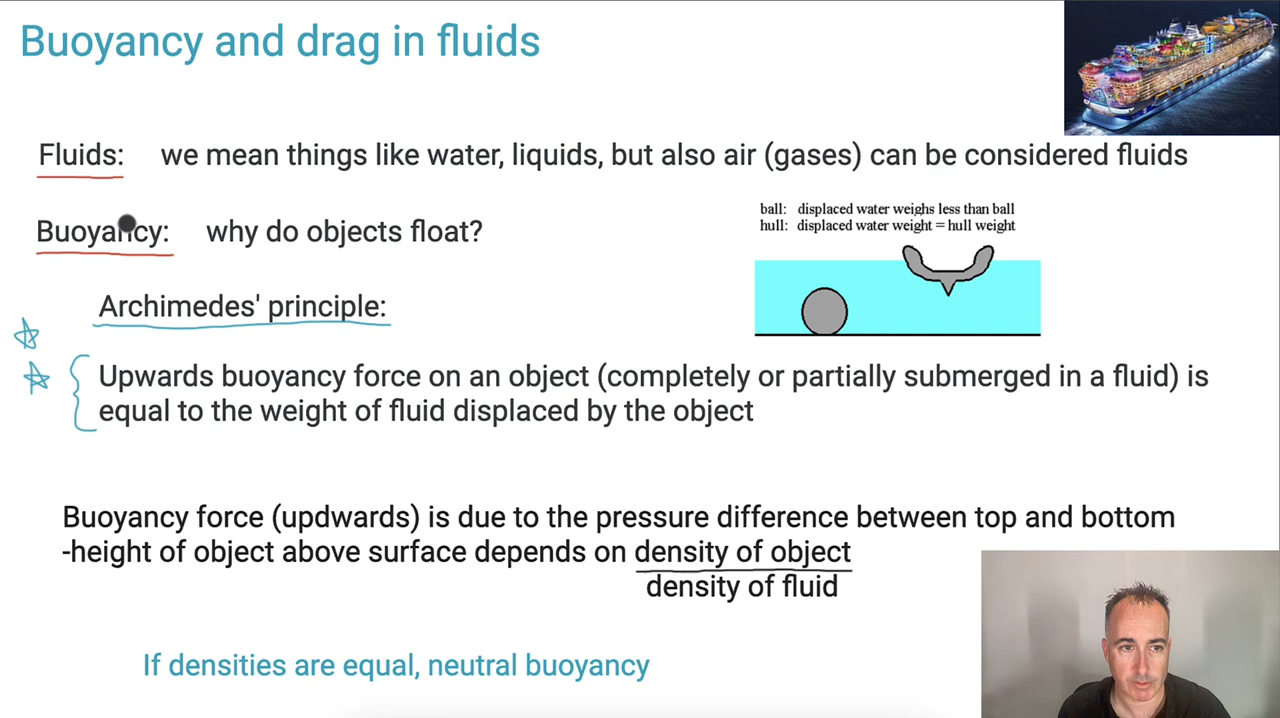 Buoyancy and drag in fluids
Fluids: we mean things like water, liquids, but also air (gases) can be considered fluids
Buoyancy: why do objects float?
ball: displaced water weighs less than ball
hull: displaced water weight = hull weight
Archimedes' principle:
Upwards buoyancy force on an object (completely or partially submerged in a fluid) is
equal to the weight of fluid displaced by the object
Buoyancy force (updwards) is due to the pressure difference between top and bottom
-height of object above surface depends on density of object
density of fluid
If densities are equal, neutral buoyancy